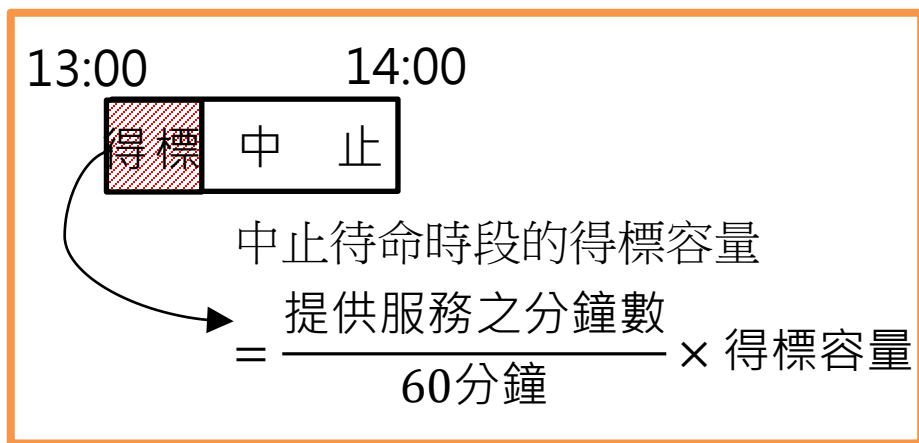 13:00 14:00
得標 中 止
中止待命時段的得標容量
= 提供服務之分鐘數 / 60分鐘 × 得標容量